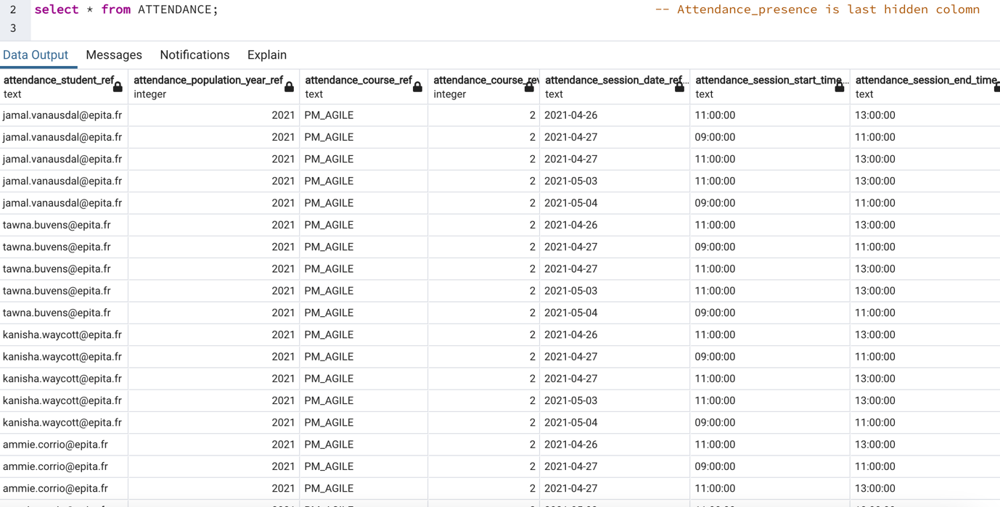 2 select * from ATTENDANCE; -- Attendance_presence is last hidden colomn
3
Data Output Messages Notifications Explain
attendance_student_ref attendance_population_year_ref attendance_course_ref attendance_course_rev attendance_session_date_ref... attendance_session_start_time... attendance_session_end_time
text integer text integer text text text
jamal.vanausdal@epita.fr 2021 PM_AGILE 2 2021-04-26 11:00:00 13:00:00
jamal.vanausdal@epita.fr 2021 PM_AGILE 2 2021-04-27 09:00:00 11:00:00
jamal.vanausdal@epita.fr 2021 PM_AGILE 2 2021-04-27 11:00:00 13:00:00
jamal.vanausdal@epita.fr 2021 PM_AGILE 2 2021-05-03 11:00:00 13:00:00
jamal.vanausdal@epita.fr 2021 PM_AGILE 2 2021-05-04 09:00:00 11:00:00
tawna.buvens@epita.fr 2021 PM_AGILE 2 2021-04-26 11:00:00 13:00:00
tawna.buvens@epita.fr 2021 PM_AGILE 2 2021-04-27 09:00:00 11:00:00
tawna.buvens@epita.fr 2021 PM_AGILE 2 2021-04-27 11:00:00 13:00:00
tawna.buvens@epita.fr 2021 PM_AGILE 2 2021-05-03 11:00:00 13:00:00
tawna.buvens@epita.fr 2021 PM_AGILE 2 2021-05-04 09:00:00 11:00:00
kanisha.waycott@epita.fr 2021 PM_AGILE 2 2021-04-26 11:00:00 13:00:00
kanisha.waycott@epita.fr 2021 PM_AGILE 2 2021-04-27 09:00:00 11:00:00
kanisha.waycott@epita.fr 2021 PM_AGILE 2 2021-04-27 11:00:00 13:00:00
kanisha.waycott@epita.fr 2021 PM_AGILE 2 2021-05-03 11:00:00 13:00:00
kanisha.waycott@epita.fr 2021 PM_AGILE 2 2021-05-04 09:00:00 11:00:00
ammie.corrio@epita.fr 2021 PM_AGILE 2 2021-04-26 11:00:00 13:00:00
ammie.corrio@epita.fr 2021 PM_AGILE 2 2021-04-27 09:00:00 11:00:00
ammie.corrio@epita.fr 2021 PM_AGILE 2 2021-04-27 11:00:00 13:00:00